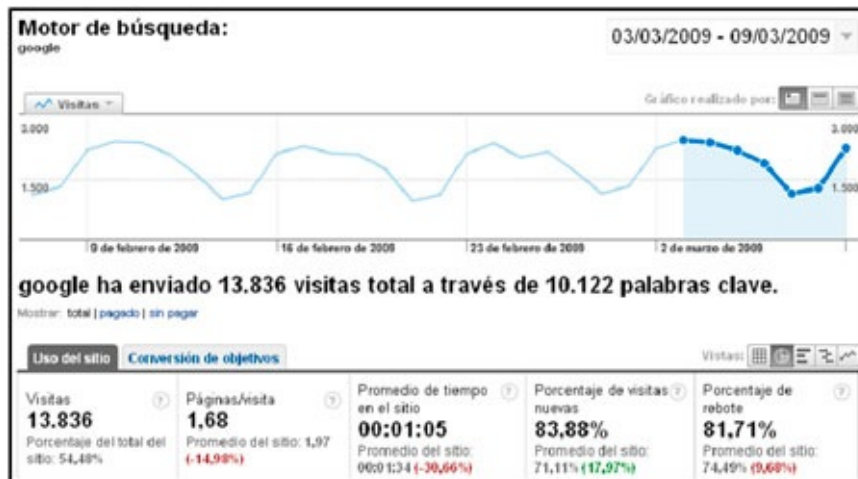 Motor de búsqueda:
google
03/03/2009 - 09/03/2009
Visitas
Gráfico realizado por:
3.000
3.000
1.500
1.500
9 de febrero de 2009
16 de febrero de 2009
23 de febrero de 2009
2 de marzo de 2009
google ha enviado 13.836 visitas total a través de 10.122 palabras clave.
Mostrar: total | pagado | sin pagar
Uso del sitio
Conversión de objetivos
Vistas:
Visitas
13.836
Porcentaje del total del
sitio: 54,48%
Páginas/visita
1,68
Promedio del sitio: 1,97
(-14,98%)
Promedio de tiempo
en el sitio
00:01:05
Promedio del sitio:
00:01:34 (-30,66%)
Porcentaje de visitas
nuevas
83,88%
Promedio del sitio:
71,11% (17,97%)
Porcentaje de
rebote
81,71%
Promedio del sitio:
74,49% (9,68%)